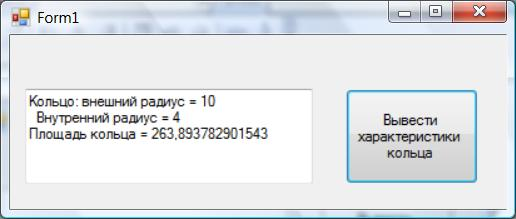 Form1
Кольцо: внешний радиус = 10
Внутренний радиус = 4
Площадь кольца = 263,893782901543
Вывести
характеристики
кольца